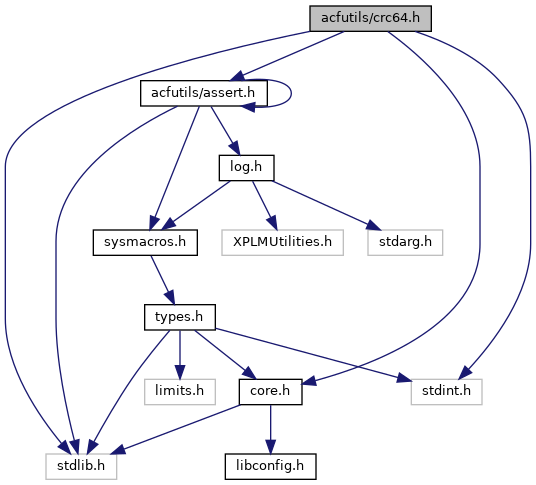 acfutils/crc64.h
acfutils/assert.h
log.h
sysmacros.h
XPLMUtilities.h
stdarg.h
types.h
limits.h
core.h
stdint.h
stdlib.h
libconfig.h